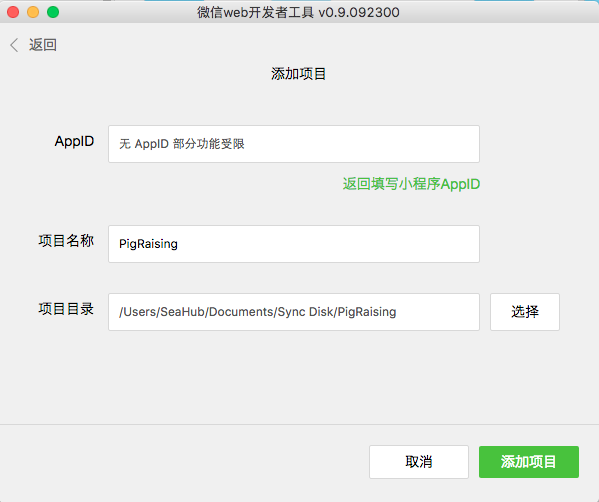 微信web开发者工具 v0.9.092300
返回
添加项目
AppID
无 AppID 部分功能受限
返回填写小程序AppID
项目名称
PigRaising
项目目录
/Users/SeaHub/Documents/Sync Disk/PigRaising
选择
取消
添加项目